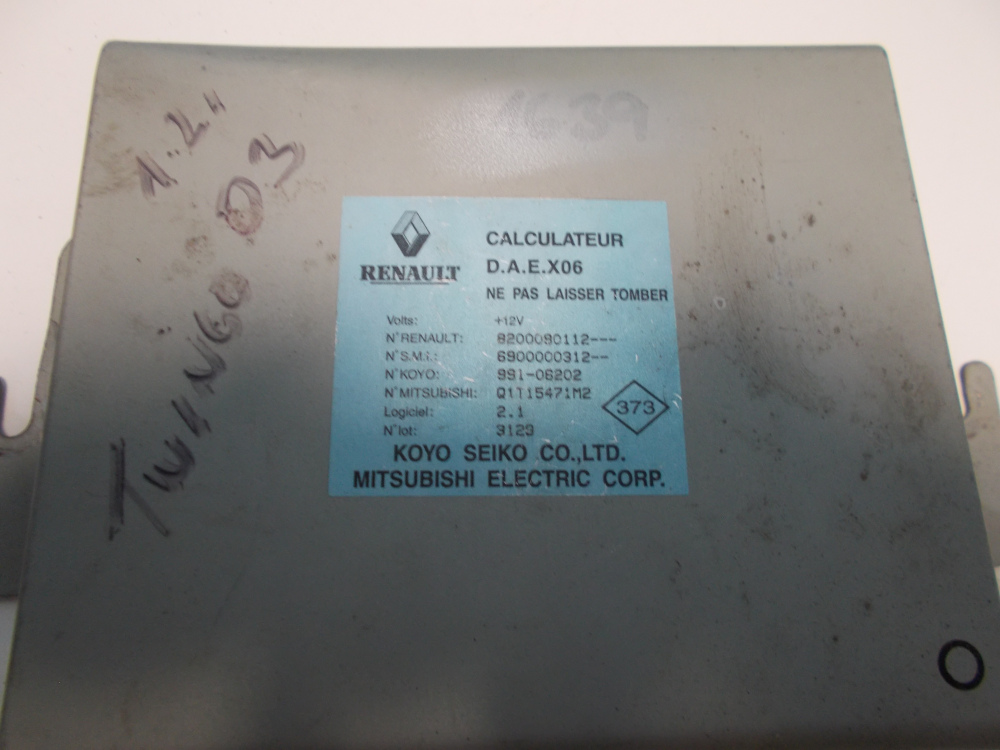 1.2"
TWINGO 03
1639
RENAULT
CALCULATEUR
D.A.E.X06
NE PAS LAISSER TOMBER
Volts: +12V
N°RENAULT: 8200090112---
N°S.M.I.: 6900000312--
N°KOYO: 991-06202
N°MITSUBISHI: Q1T15471M2
Logiciel: 2.1
N°lot: 3123
373
KOYO SEIKO CO.,LTD.
MITSUBISHI ELECTRIC CORP.
O